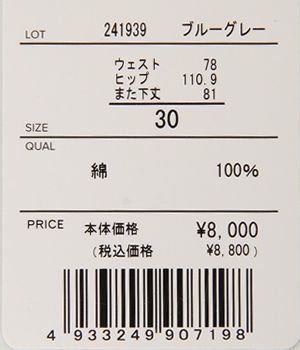 LOT 241939 ブルーグレー
ウェスト 78
ヒップ 110.9
また下丈 81
SIZE 30
QUAL
綿 100%
PRICE 本体価格 ¥8,000
(税込価格 ¥8,800)
4 933249 907198